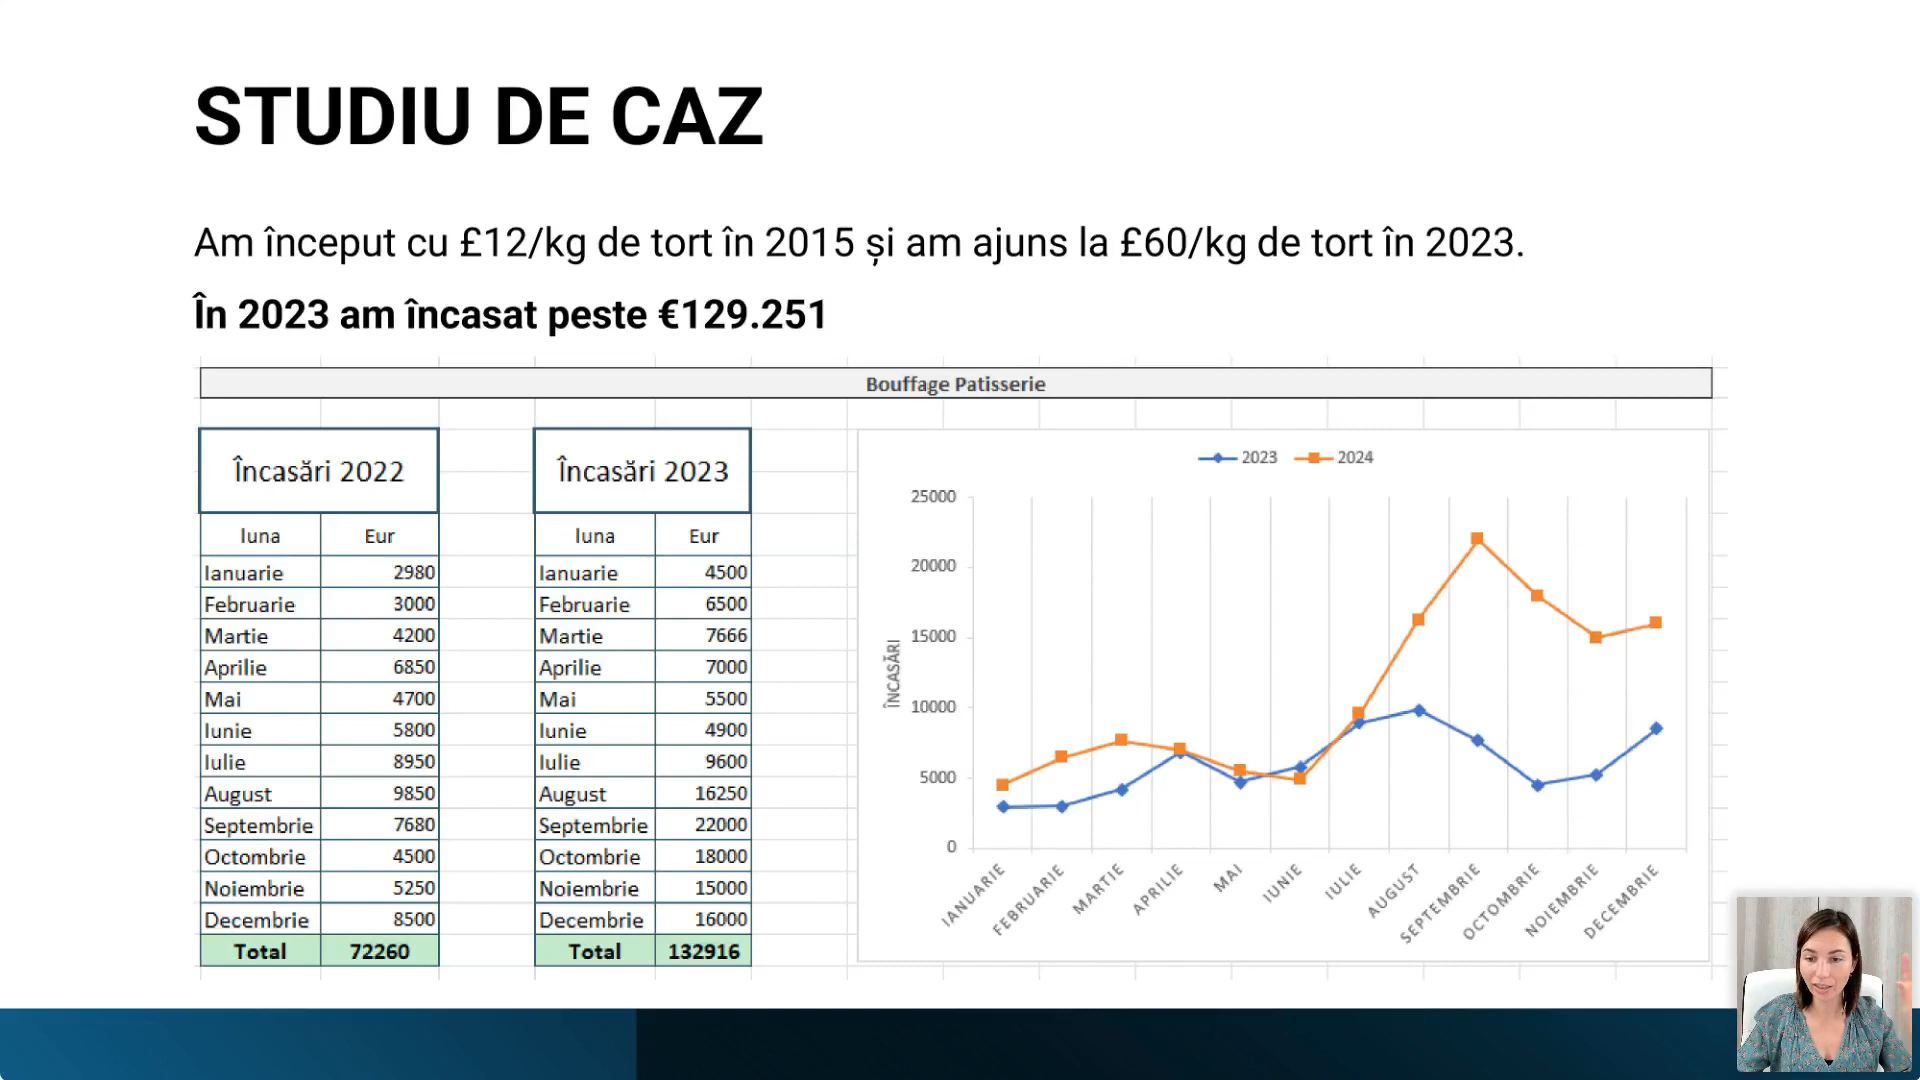 STUDIU DE CAZ
Am început cu £12/kg de tort în 2015 și am ajuns la £60/kg de tort în 2023.
În 2023 am încasat peste €129.251
Bouffage Patisserie
Încasări 2022
luna Eur
Ianuarie 2980
Februarie 3000
Martie 4200
Aprilie 6850
Mai 4700
Iunie 5800
Iulie 8950
August 9850
Septembrie 7680
Octombrie 4500
Noiembrie 5250
Decembrie 8500
Total 72260
Încasări 2023
luna Eur
Ianuarie 4500
Februarie 6500
Martie 7666
Aprilie 7000
Mai 5500
Iunie 4900
Iulie 9600
August 16250
Septembrie 22000
Octombrie 18000
Noiembrie 15000
Decembrie 16000
Total 132916
2023 2024
ÎNCASĂRI
25000
20000
15000
10000
5000
0
IANUARIE
FEBRUARIE
MARTIE
APRILIE
MAI
IUNIE
IULIE
AUGUST
SEPTEMBRIE
OCTOMBRIE
NOIEMBRIE
DECEMBRIE